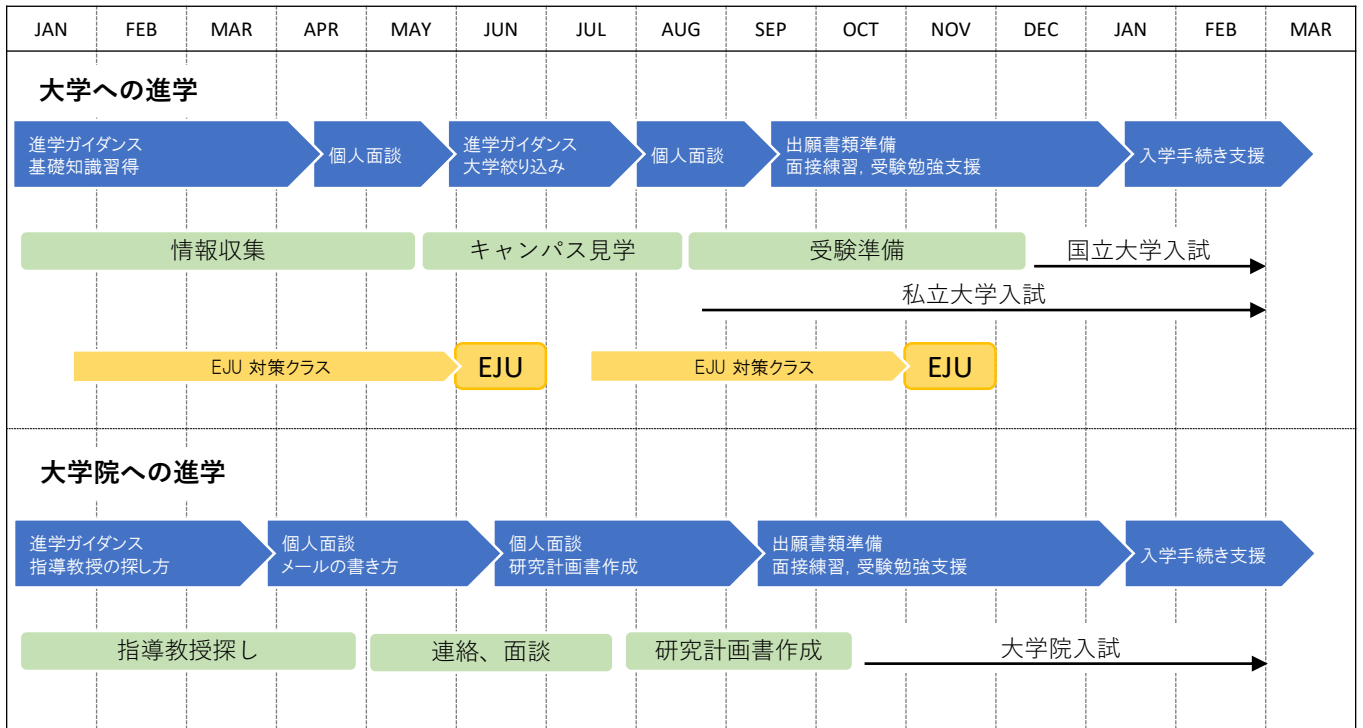 JAN FEB MAR APR MAY JUN JUL AUG SEP OCT NOV DEC JAN FEB MAR
大学への進学
進学ガイダンス
基礎知識習得
個人面談
進学ガイダンス
大学絞り込み
個人面談
出願書類準備
面接練習, 受験勉強支援
入学手続き支援
情報収集
キャンパス見学
受験準備
国立大学入試
私立大学入試
EJU 対策クラス
EJU
EJU 対策クラス
EJU
大学院への進学
進学ガイダンス
指導教授の探し方
個人面談
メールの書き方
個人面談
研究計画書作成
出願書類準備
面接練習, 受験勉強支援
入学手続き支援
指導教授探し
連絡、面談
研究計画書作成
大学院入試